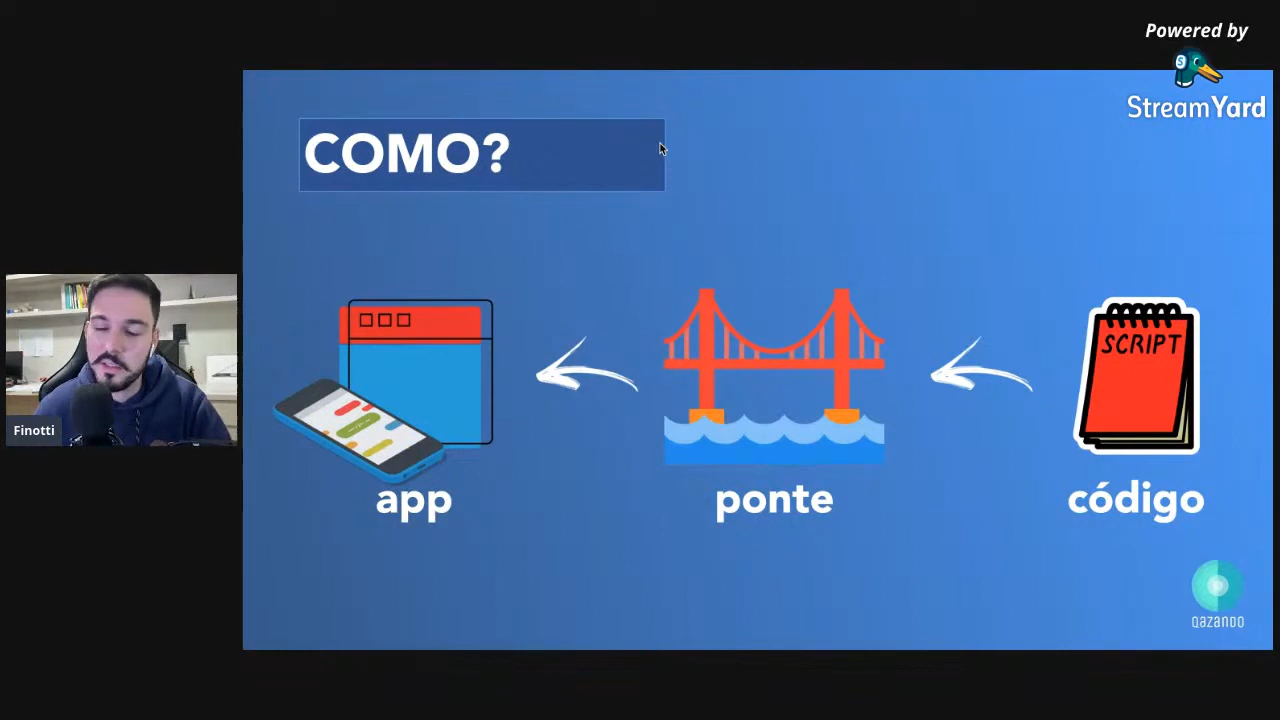 Powered by
StreamYard
COMO?
SCRIPT
Finotti
app
ponte
código
QAZANDO